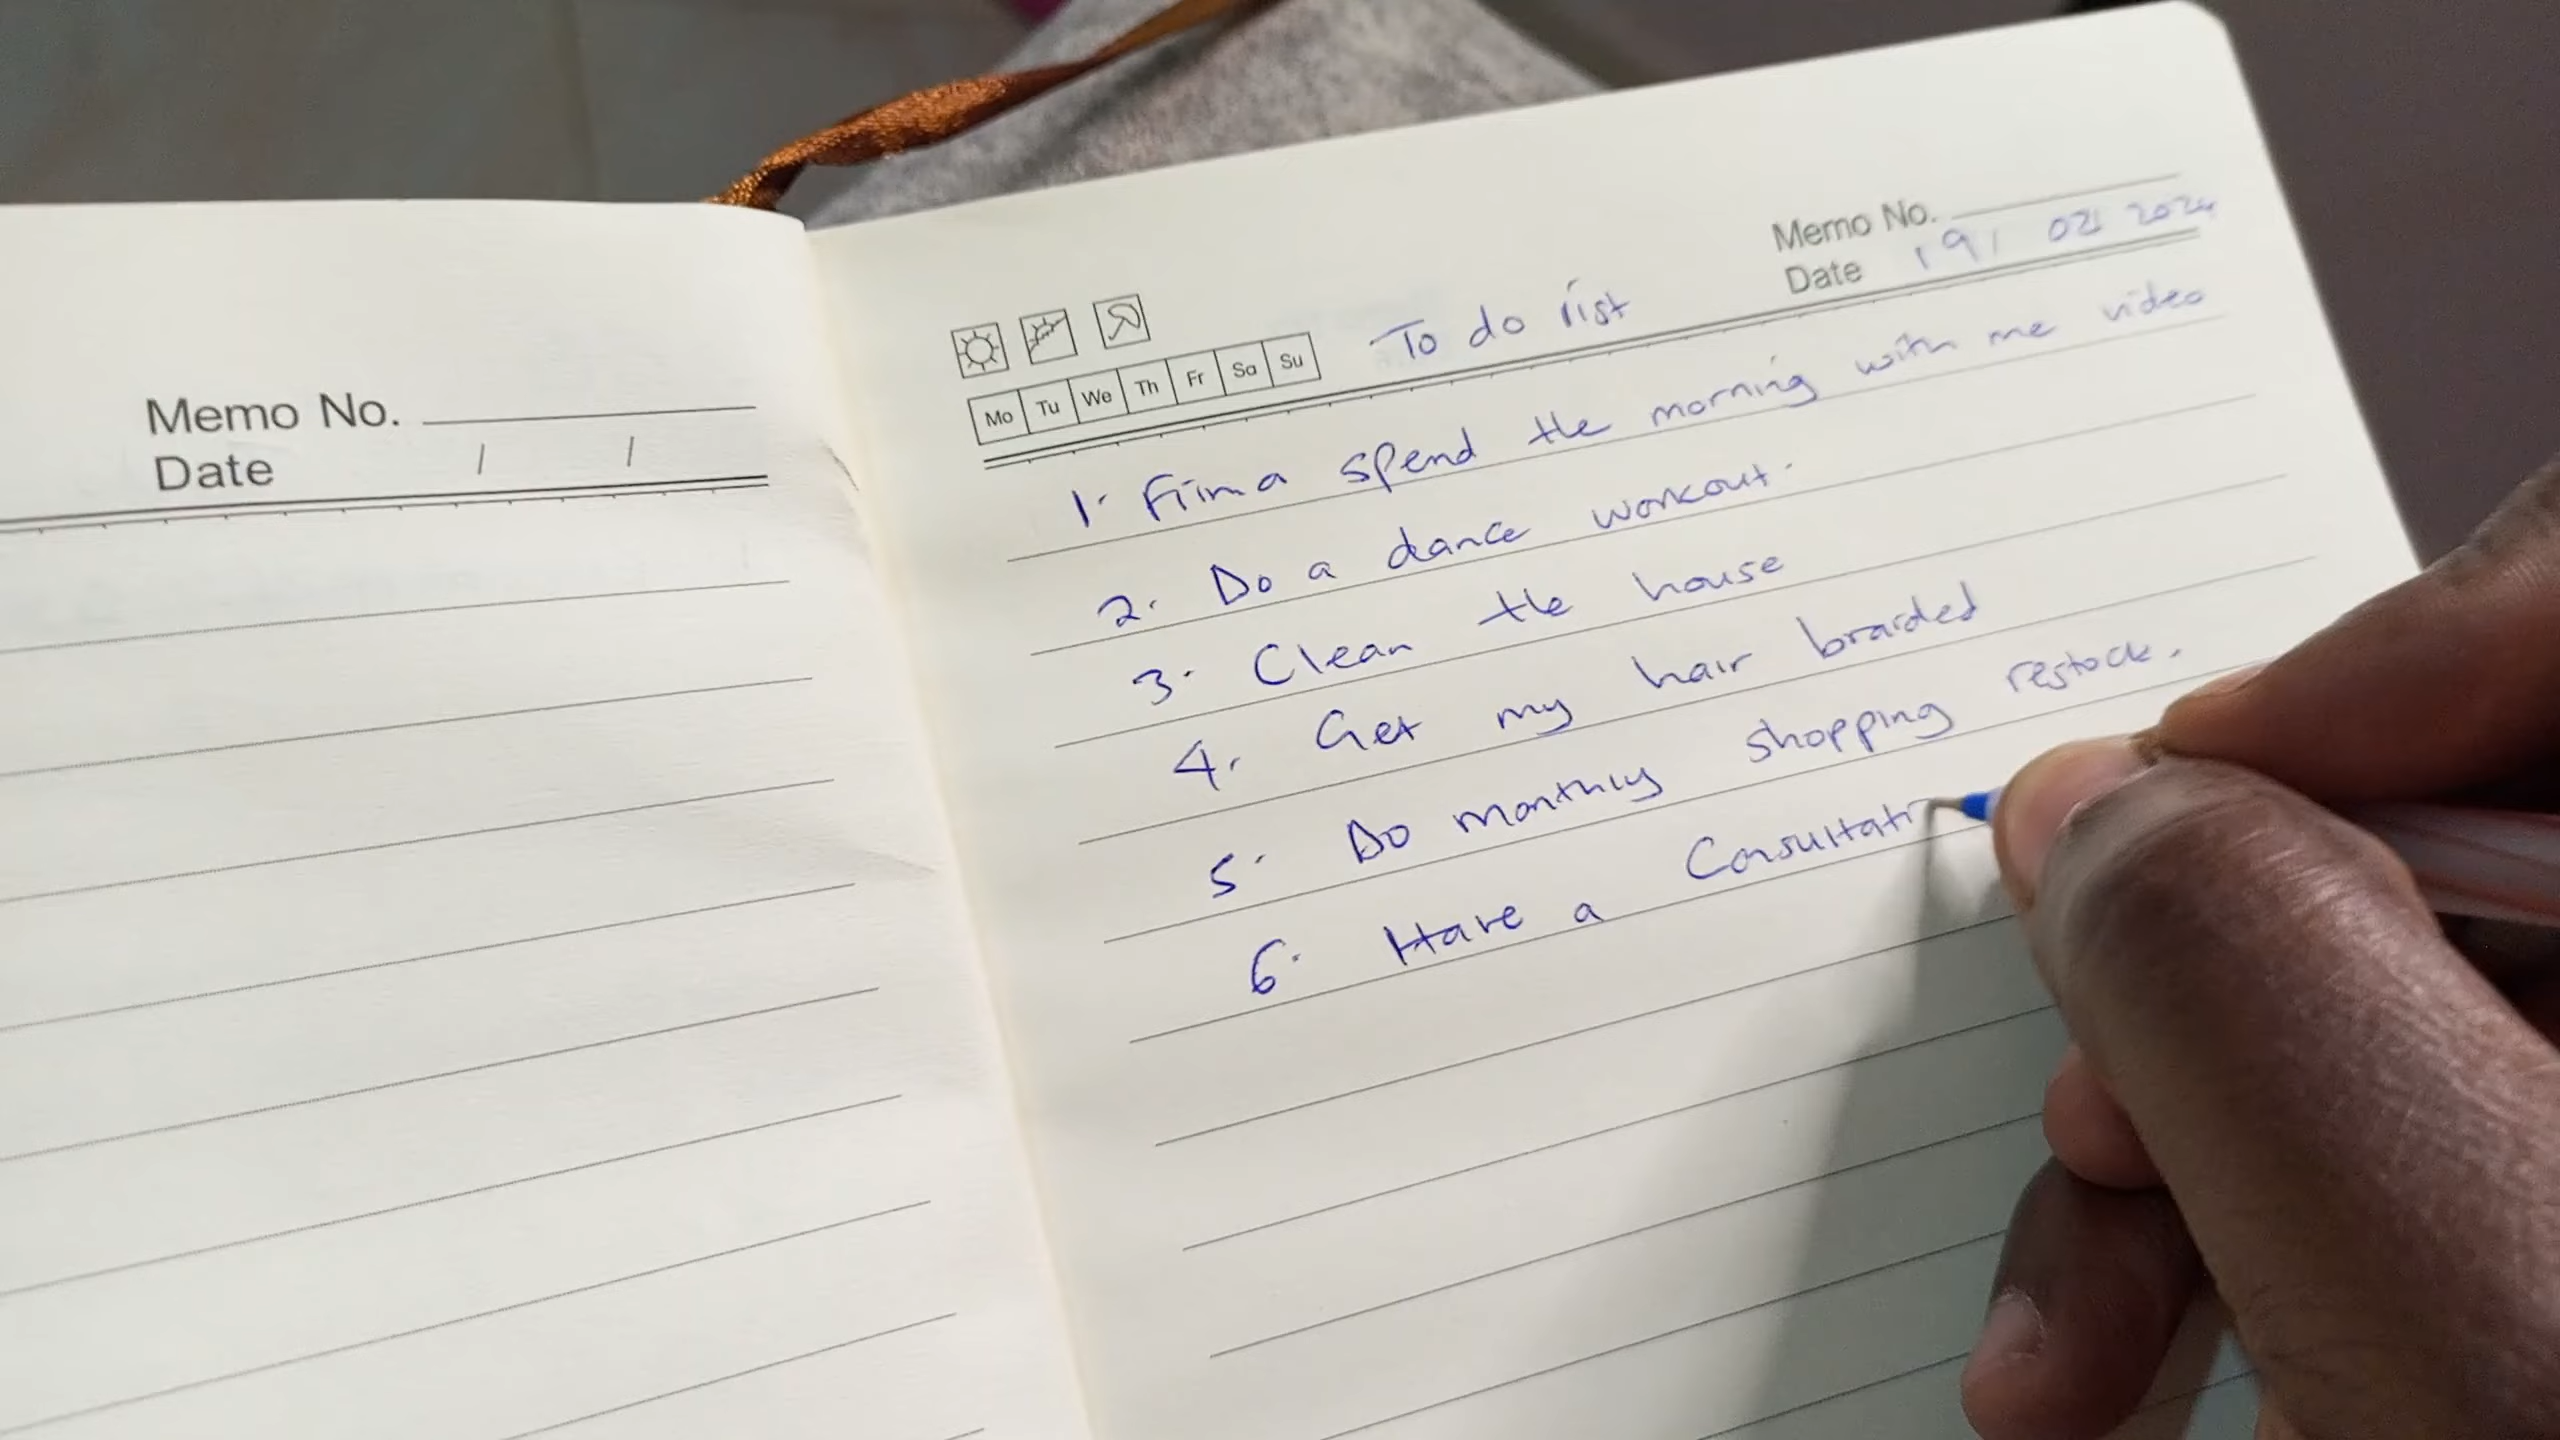 Memo No.
Date / /
Memo No.
Date 19/ 02/ 2024
Mo Tu We Th Fr Sa Su
To do list
1. Film a spend the morning with me video
2. Do a dance workout.
3. Clean the house
4. Get my hair braided
5. Do monthly shopping restock.
6. Have a Consultati